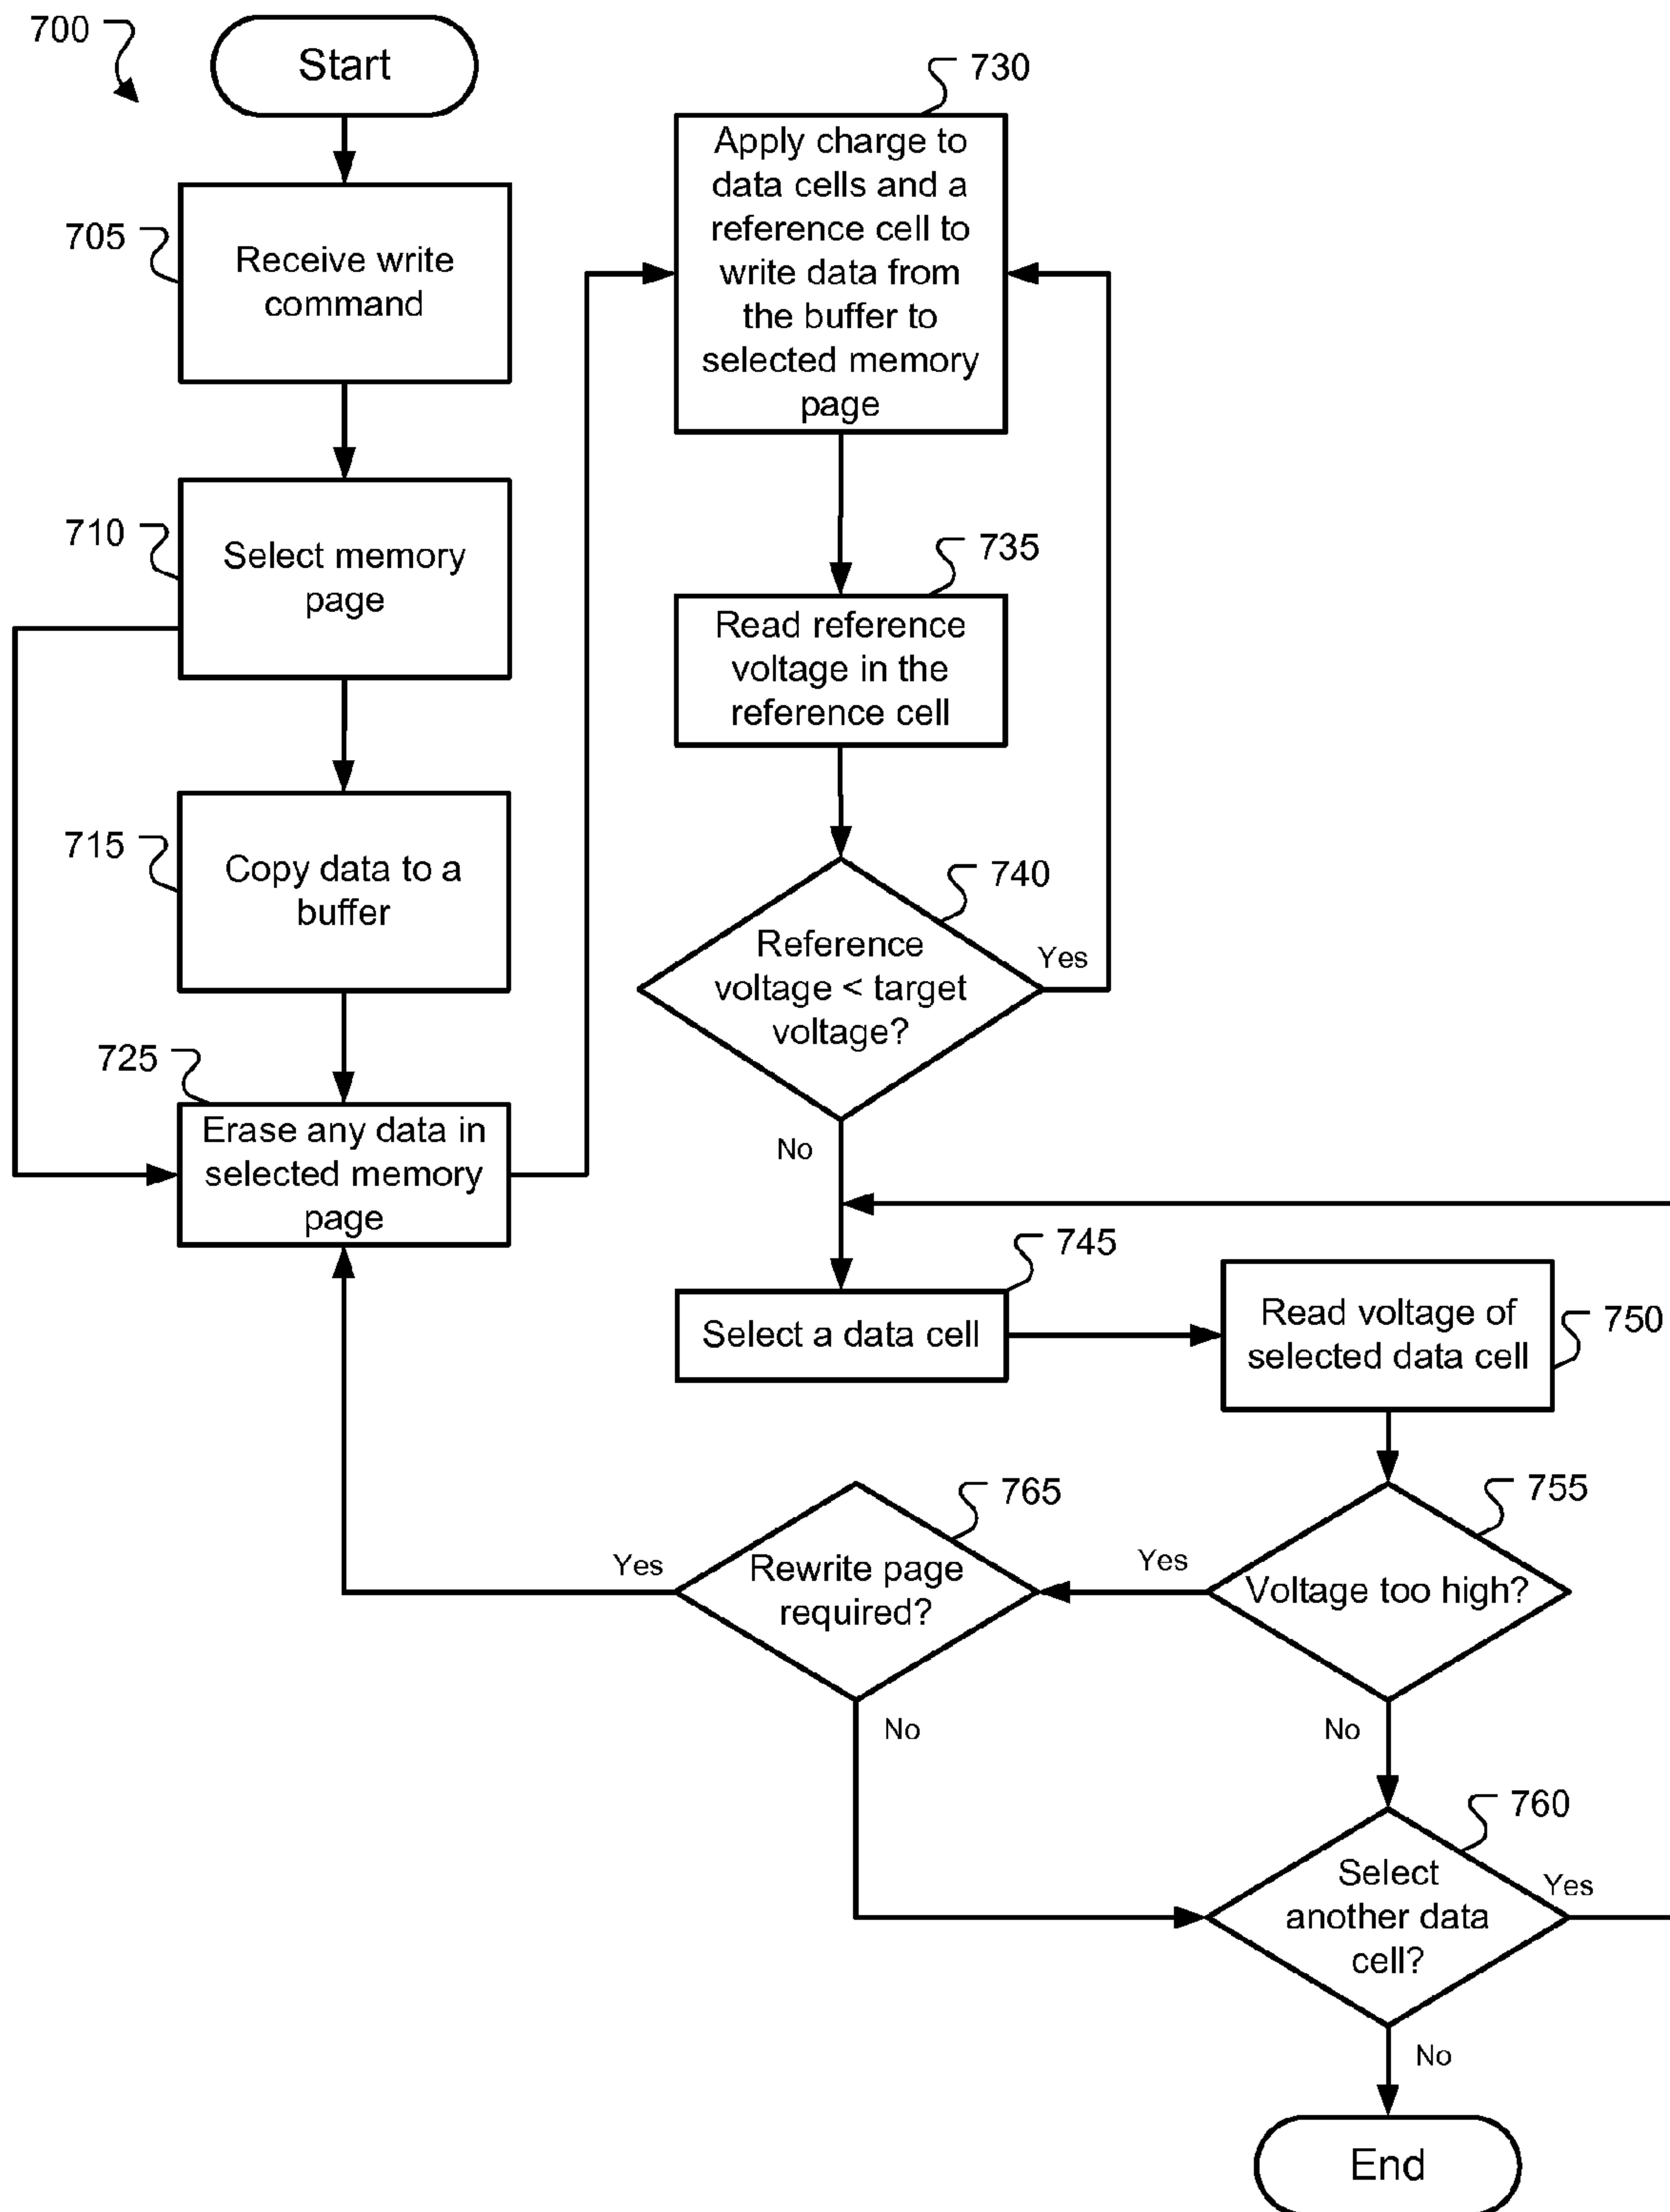 700
Start
705
Receive write
command
710
Select memory
page
715
Copy data to a
buffer
725
Erase any data in
selected memory
page
730
Apply charge to
data cells and a
reference cell to
write data from
the buffer to
selected memory
page
735
Read reference
voltage in the
reference cell
740
Reference
voltage < target
voltage?
Yes
No
745
Select a data cell
Read voltage of
selected data cell
750
755
Voltage too high?
Yes
No
765
Rewrite page
required?
Yes
No
760
Select
another data
cell?
Yes
No
End